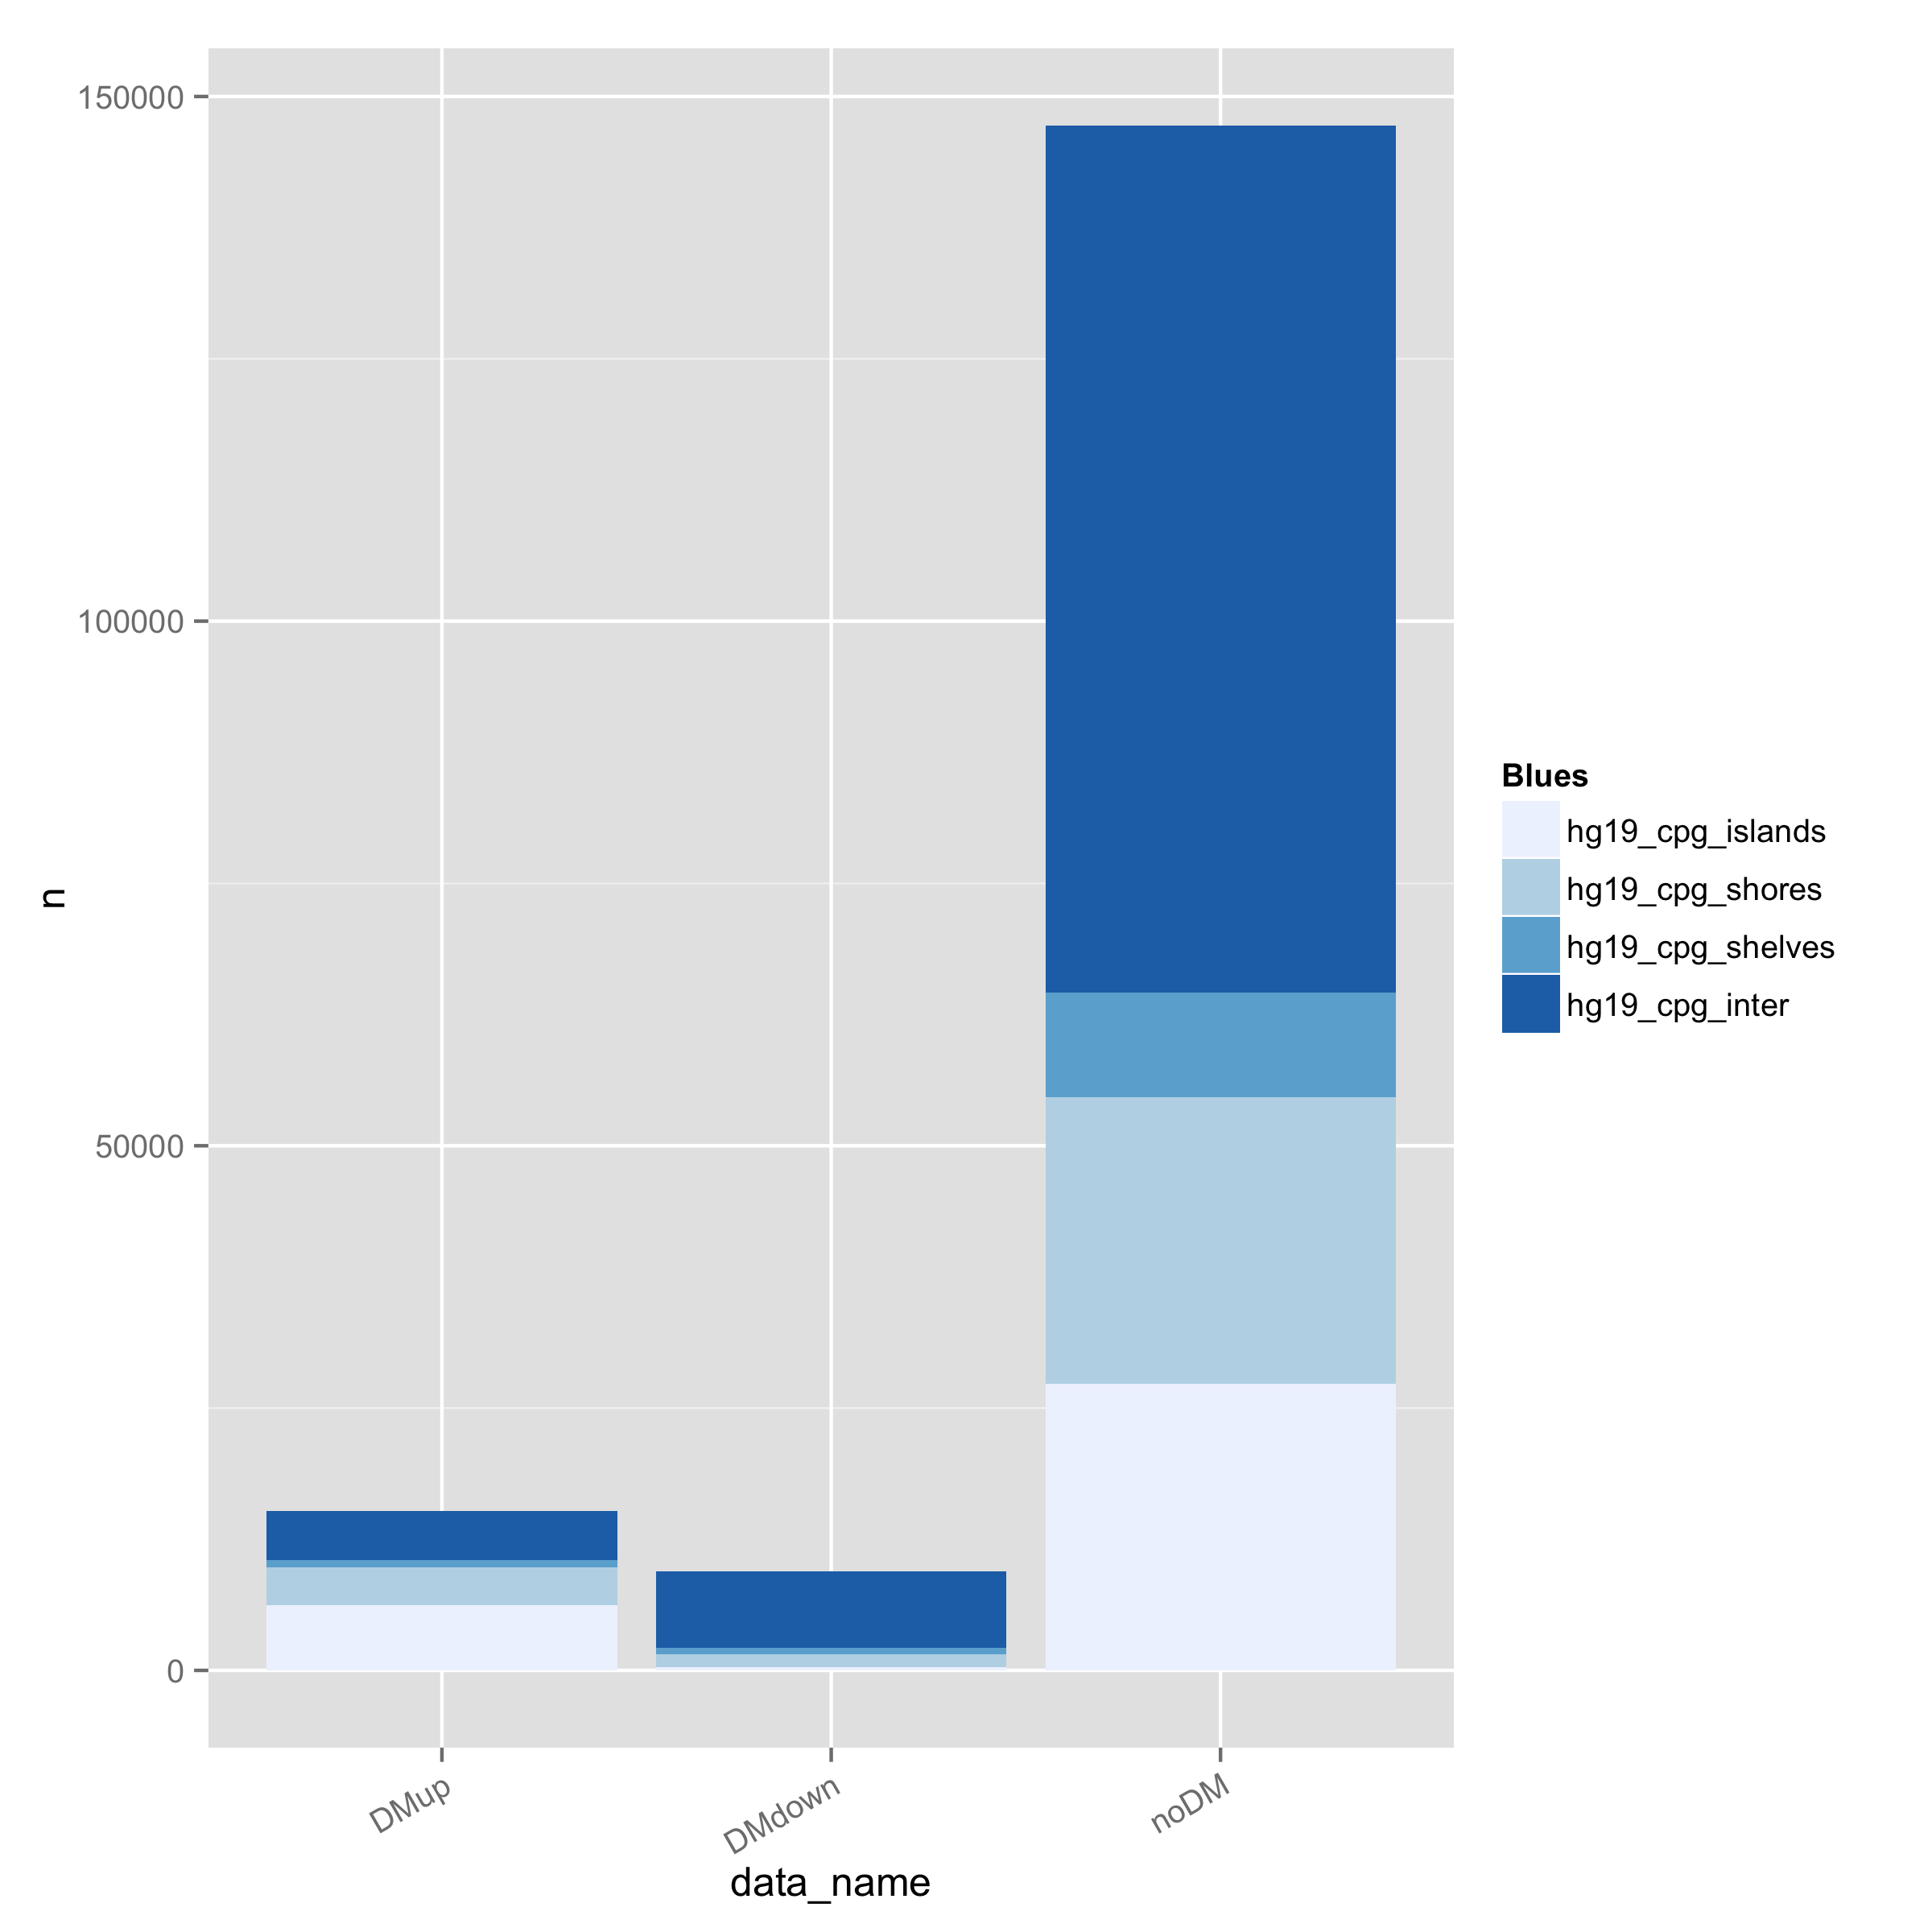 150000
100000
50000
0
n
DMup
DMdown
noDM
data_name
Blues
hg19_cpg_islands
hg19_cpg_shores
hg19_cpg_shelves
hg19_cpg_inter